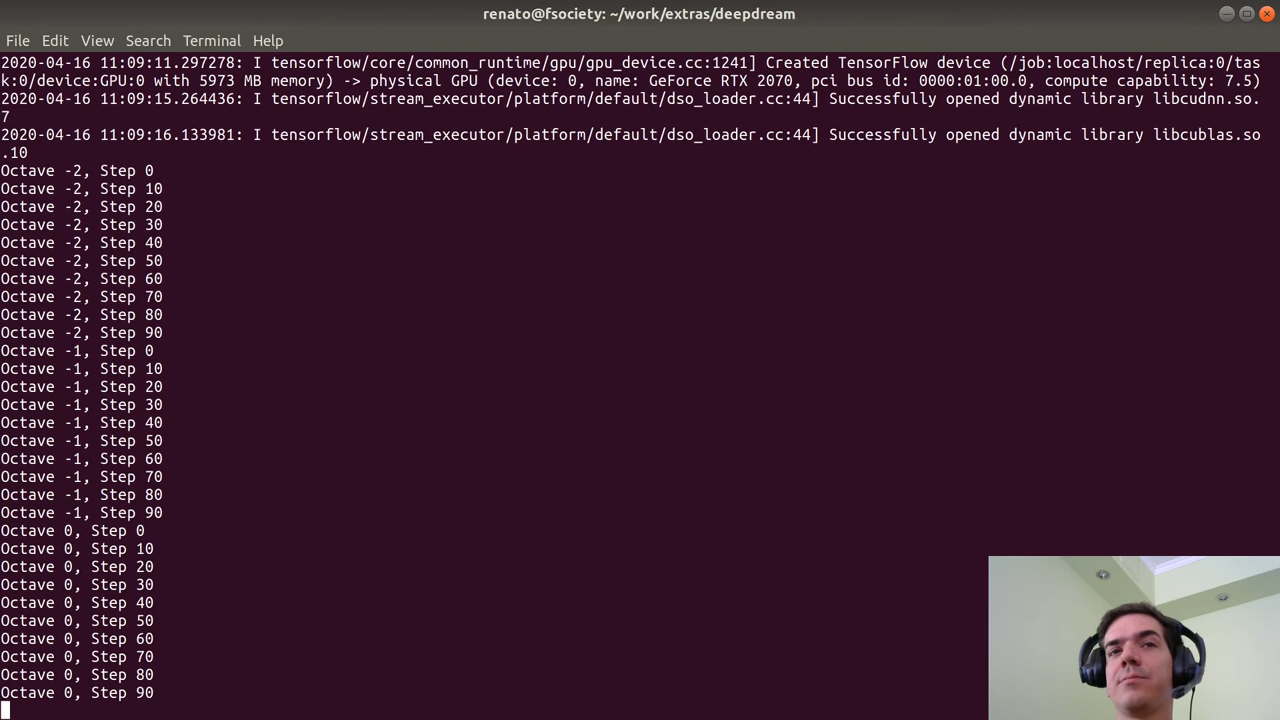 renato@fsociety: ~/work/extras/deepdream
File Edit View Search Terminal Help
2020-04-16 11:09:11.297278: I tensorflow/core/common_runtime/gpu/gpu_device.cc:1241] Created TensorFlow device (/job:localhost/replica:0/tas
k:0/device:GPU:0 with 5973 MB memory) -> physical GPU (device: 0, name: GeForce RTX 2070, pci bus id: 0000:01:00.0, compute capability: 7.5)
2020-04-16 11:09:15.264436: I tensorflow/stream_executor/platform/default/dso_loader.cc:44] Successfully opened dynamic library libcudnn.so.
7
2020-04-16 11:09:16.133981: I tensorflow/stream_executor/platform/default/dso_loader.cc:44] Successfully opened dynamic library libcublas.so
.10
Octave -2, Step 0
Octave -2, Step 10
Octave -2, Step 20
Octave -2, Step 30
Octave -2, Step 40
Octave -2, Step 50
Octave -2, Step 60
Octave -2, Step 70
Octave -2, Step 80
Octave -2, Step 90
Octave -1, Step 0
Octave -1, Step 10
Octave -1, Step 20
Octave -1, Step 30
Octave -1, Step 40
Octave -1, Step 50
Octave -1, Step 60
Octave -1, Step 70
Octave -1, Step 80
Octave -1, Step 90
Octave 0, Step 0
Octave 0, Step 10
Octave 0, Step 20
Octave 0, Step 30
Octave 0, Step 40
Octave 0, Step 50
Octave 0, Step 60
Octave 0, Step 70
Octave 0, Step 80
Octave 0, Step 90